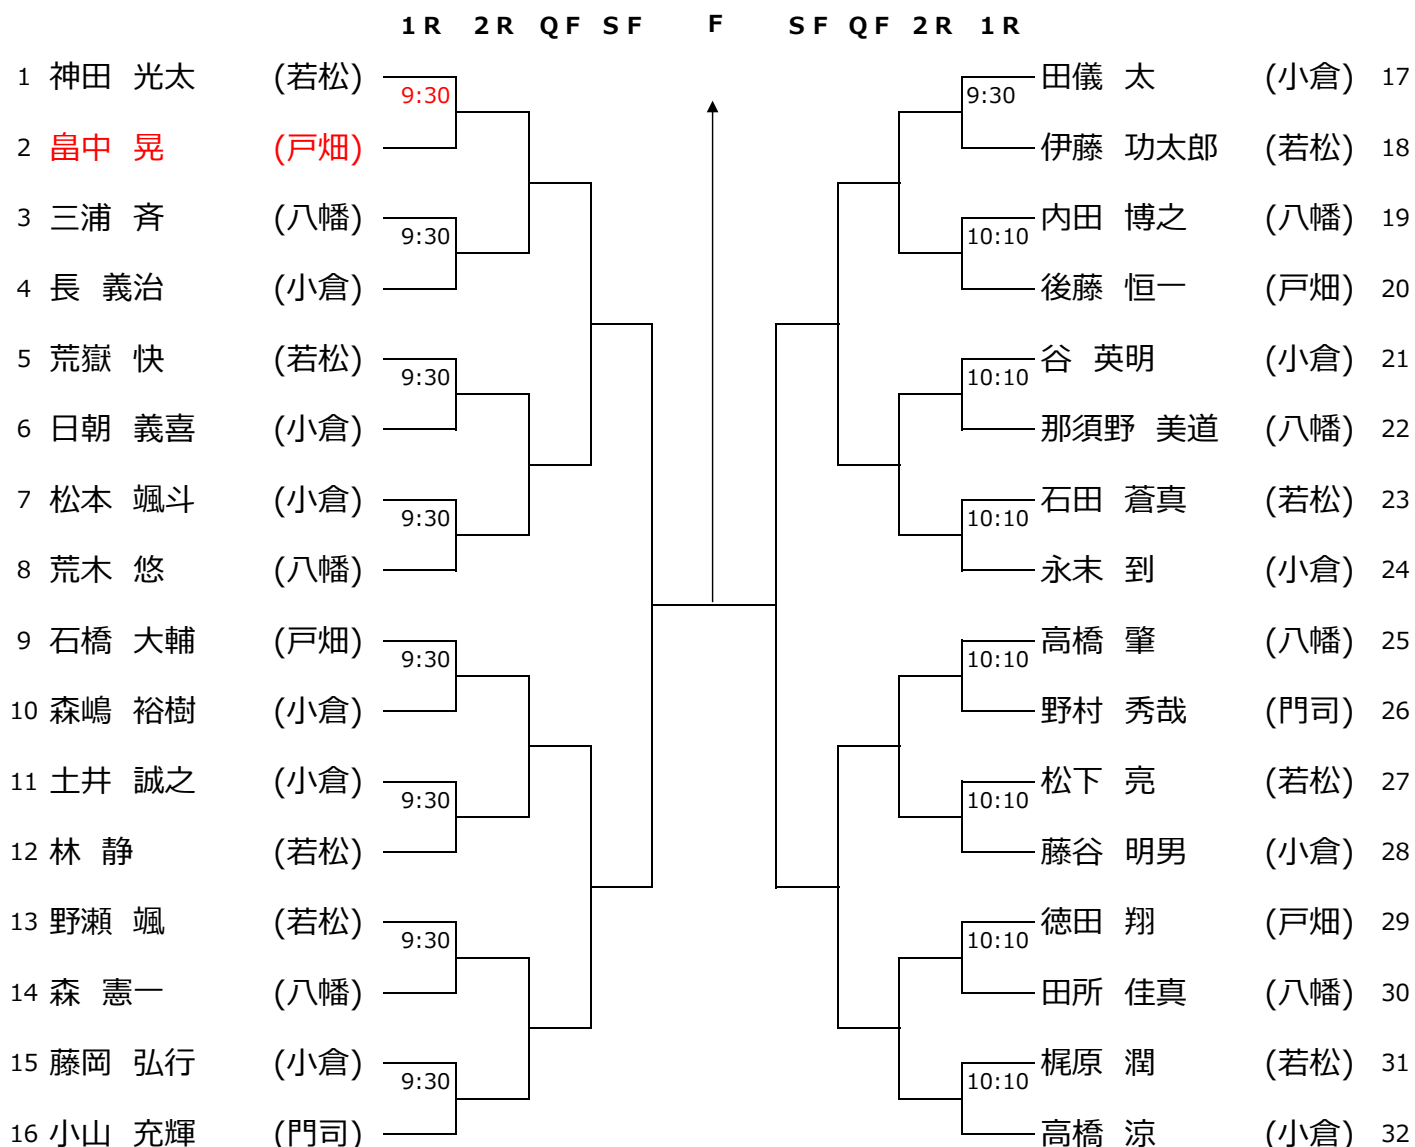 1R 2R QF SF F SF QF 2R 1R
1 神田 光太 (若松) 田儀 太 (小倉) 17
9:30 9:30
2 畠中 晃 (戸畑) 伊藤 功太郎 (若松) 18
3 三浦 斉 (八幡) 内田 博之 (八幡) 19
9:30 10:10
4 長 義治 (小倉) 後藤 恒一 (戸畑) 20
5 荒嶽 快 (若松) 谷 英明 (小倉) 21
9:30 10:10
6 日朝 義喜 (小倉) 那須野 美道 (八幡) 22
7 松本 颯斗 (小倉) 石田 蒼真 (若松) 23
9:30 10:10
8 荒木 悠 (八幡) 永末 到 (小倉) 24
9 石橋 大輔 (戸畑) 高橋 肇 (八幡) 25
9:30 10:10
10 森嶋 裕樹 (小倉) 野村 秀哉 (門司) 26
11 土井 誠之 (小倉) 松下 亮 (若松) 27
9:30 10:10
12 林 静 (若松) 藤谷 明男 (小倉) 28
13 野瀬 颯 (若松) 徳田 翔 (戸畑) 29
9:30 10:10
14 森 憲一 (八幡) 田所 佳真 (八幡) 30
15 藤岡 弘行 (小倉) 梶原 潤 (若松) 31
9:30 10:10
16 小山 充輝 (門司) 高橋 涼 (小倉) 32